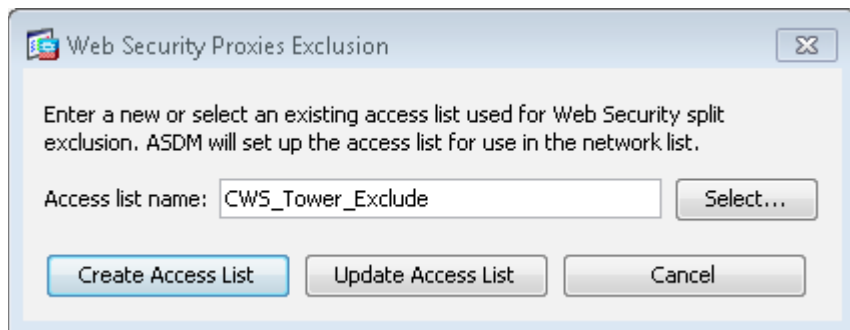 Web Security Proxies Exclusion
Enter a new or select an existing access list used for Web Security split
exclusion. ASDM will set up the access list for use in the network list.
Access list name: CWS_Tower_Exclude Select...
Create Access List Update Access List Cancel